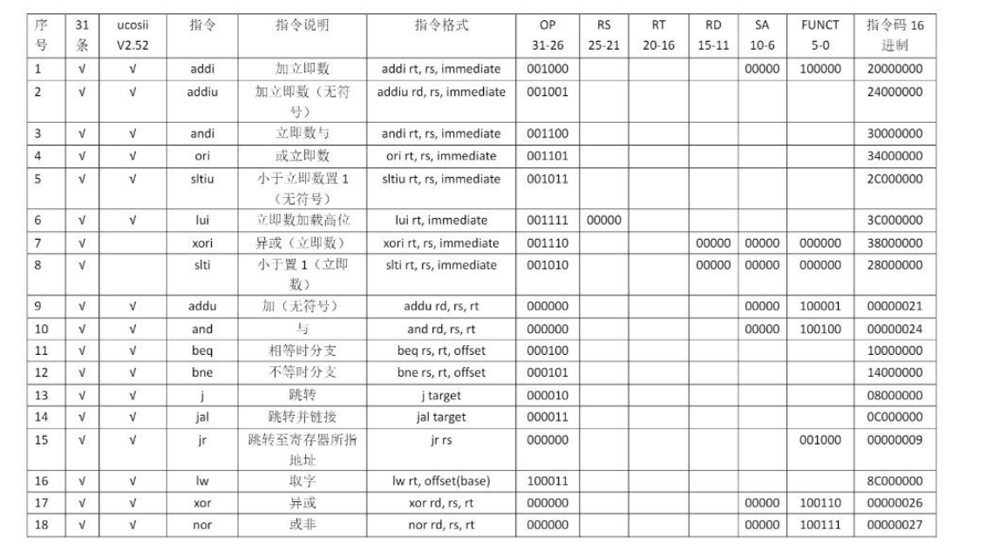 序号 31条 ucosii V2.52 指令 指令说明 指令格式 OP 31-26 RS 25-21 RT 20-16 RD 15-11 SA 10-6 FUNCT 5-0 指令码 16 进制
1 √ √ addi 加立即数 addi rt, rs, immediate 001000 00000 100000 20000000
2 √ √ addiu 加立即数（无符号） addiu rd, rs, immediate 001001 24000000
3 √ √ andi 立即数与 andi rt, rs, immediate 001100 30000000
4 √ √ ori 或立即数 ori rt, rs, immediate 001101 34000000
5 √ √ sltiu 小于立即数置 1（无符号） sltiu rt, rs, immediate 001011 2C000000
6 √ √ lui 立即数加载高位 lui rt, immediate 001111 00000 3C000000
7 √ xori 异或（立即数） xori rt, rs, immediate 001110 00000 00000 000000 38000000
8 √ slti 小于置 1（立即数） slti rt, rs, immediate 001010 00000 00000 000000 28000000
9 √ √ addu 加（无符号） addu rd, rs, rt 000000 00000 100001 00000021
10 √ √ and 与 and rd, rs, rt 000000 00000 100100 00000024
11 √ √ beq 相等时分支 beq rs, rt, offset 000100 10000000
12 √ √ bne 不等时分支 bne rs, rt, offset 000101 14000000
13 √ √ j 跳转 j target 000010 08000000
14 √ √ jal 跳转并链接 jal target 000011 0C000000
15 √ √ jr 跳转至寄存器所指地址 jr rs 000000 001000 00000009
16 √ √ lw 取字 lw rt, offset(base) 100011 8C000000
17 √ √ xor 异或 xor rd, rs, rt 000000 00000 100110 00000026
18 √ √ nor 或非 nor rd, rs, rt 000000 00000 100111 00000027